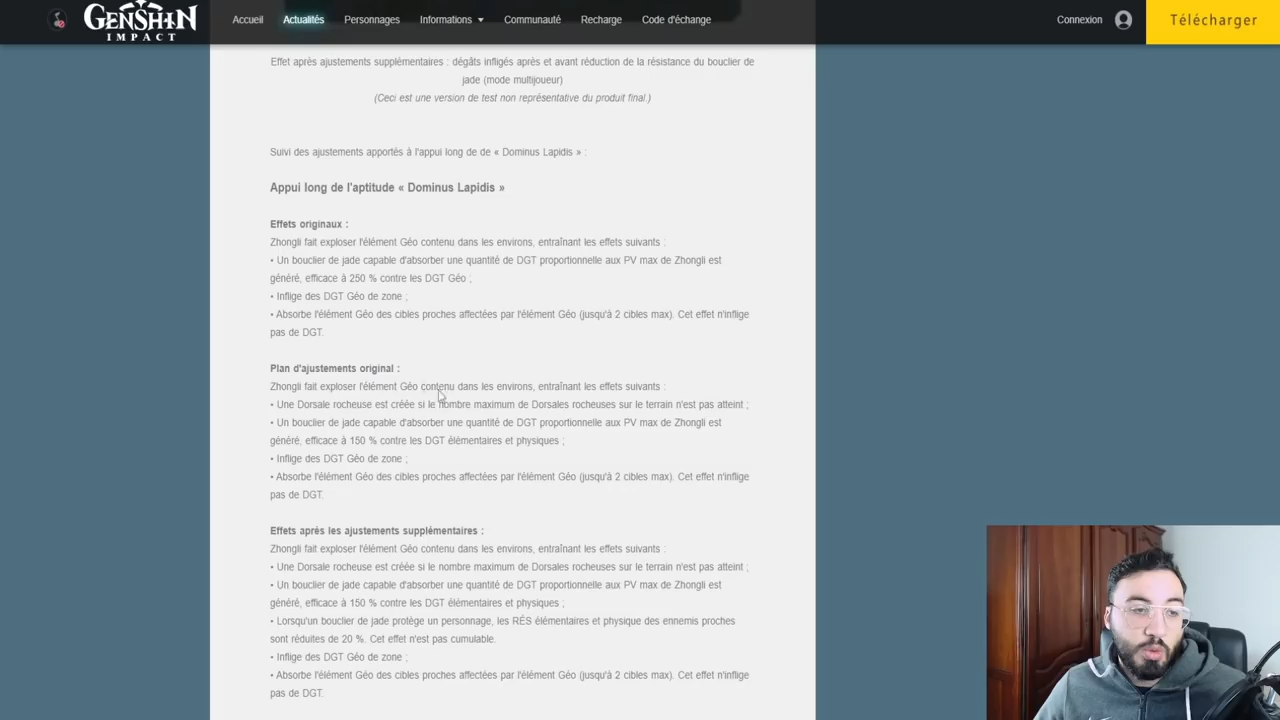 GENSHIN
IMPACT
Accueil
Actualités
Personnages
Informations
Communauté
Recharge
Code d'échange
Connexion
Télécharger
Effet après ajustements supplémentaires : dégâts infligés après et avant réduction de la résistance du bouclier de
jade (mode multijoueur)
(Ceci est une version de test non représentative du produit final.)
Suivi des ajustements apportés à l'appui long de de « Dominus Lapidis » :
Appui long de l'aptitude « Dominus Lapidis »
Effets originaux :
Zhongli fait exploser l'élément Géo contenu dans les environs, entraînant les effets suivants :
• Un bouclier de jade capable d'absorber une quantité de DGT proportionnelle aux PV max de Zhongli est
généré, efficace à 250 % contre les DGT Géo ;
• Inflige des DGT Géo de zone ;
• Absorbe l'élément Géo des cibles proches affectées par l'élément Géo (jusqu'à 2 cibles max). Cet effet n'inflige
pas de DGT.
Plan d'ajustements original :
Zhongli fait exploser l'élément Géo contenu dans les environs, entraînant les effets suivants :
• Une Dorsale rocheuse est créée si le nombre maximum de Dorsales rocheuses sur le terrain n'est pas atteint ;
• Un bouclier de jade capable d'absorber une quantité de DGT proportionnelle aux PV max de Zhongli est
généré, efficace à 150 % contre les DGT élémentaires et physiques ;
• Inflige des DGT Géo de zone ;
• Absorbe l'élément Géo des cibles proches affectées par l'élément Géo (jusqu'à 2 cibles max). Cet effet n'inflige
pas de DGT.
Effets après les ajustements supplémentaires :
Zhongli fait exploser l'élément Géo contenu dans les environs, entraînant les effets suivants :
• Une Dorsale rocheuse est créée si le nombre maximum de Dorsales rocheuses sur le terrain n'est pas atteint ;
• Un bouclier de jade capable d'absorber une quantité de DGT proportionnelle aux PV max de Zhongli est
généré, efficace à 150 % contre les DGT élémentaires et physiques ;
• Lorsqu'un bouclier de jade protège un personnage, les RÉS élémentaires et physique des ennemis proches
sont réduites de 20 %. Cet effet n'est pas cumulable.
• Inflige des DGT Géo de zone ;
• Absorbe l'élément Géo des cibles proches affectées par l'élément Géo (jusqu'à 2 cibles max). Cet effet n'inflige
pas de DGT.